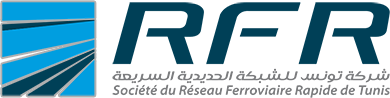 RFR
شركة تونس للشبكة الحديدية السريعة
Société du Réseau Ferroviaire Rapide de Tunis